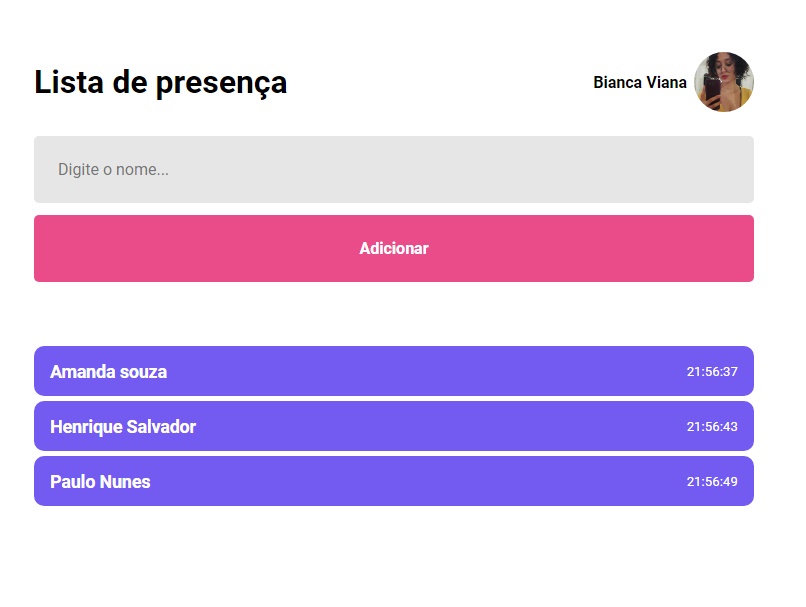 Lista de presença
Bianca Viana
Digite o nome...
Adicionar
Amanda souza 21:56:37
Henrique Salvador 21:56:43
Paulo Nunes 21:56:49